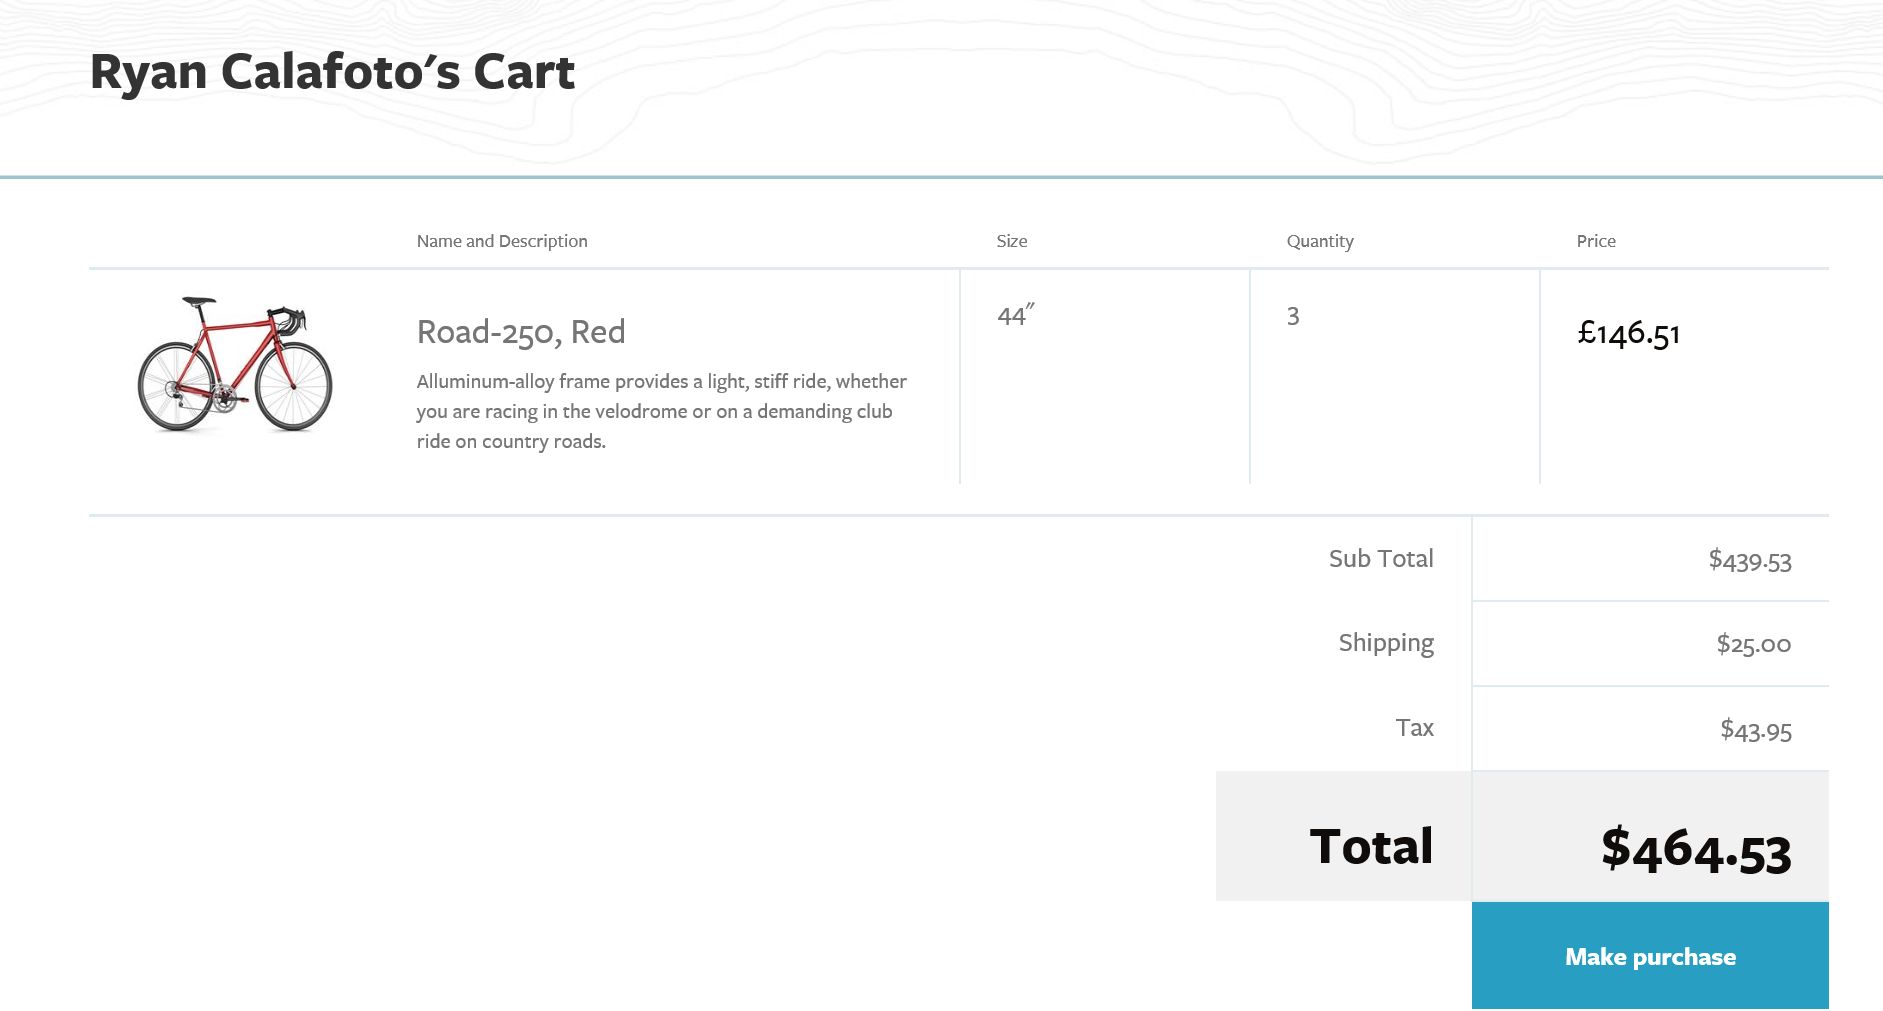 Ryan Calafoto's Cart
Name and Description
Size
Quantity
Price
Road-250, Red
44"
3
£146.51
Alluminum-alloy frame provides a light, stiff ride, whether
you are racing in the velodrome or on a demanding club
ride on country roads.
Sub Total
$439.53
Shipping
$25.00
Tax
$43.95
Total
$464.53
Make purchase